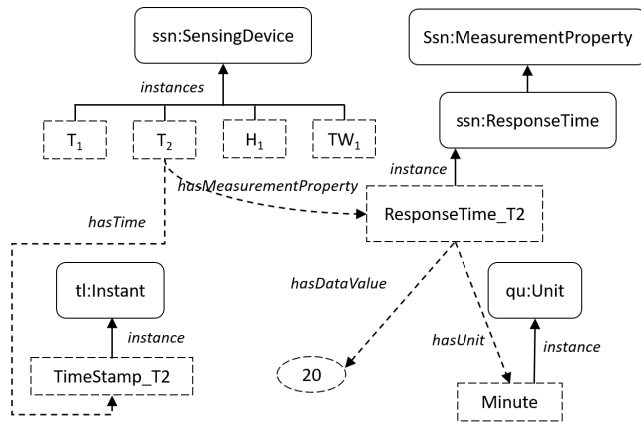 ssn:SensingDevice
Ssn:MeasurementProperty
instances
ssn:ResponseTime
T₁
T₂
H₁
TW₁
instance
hasMeasurementProperty
ResponseTime_T2
hasTime
tl:Instant
hasDataValue
qu:Unit
instance
hasUnit
instance
TimeStamp_T2
20
Minute